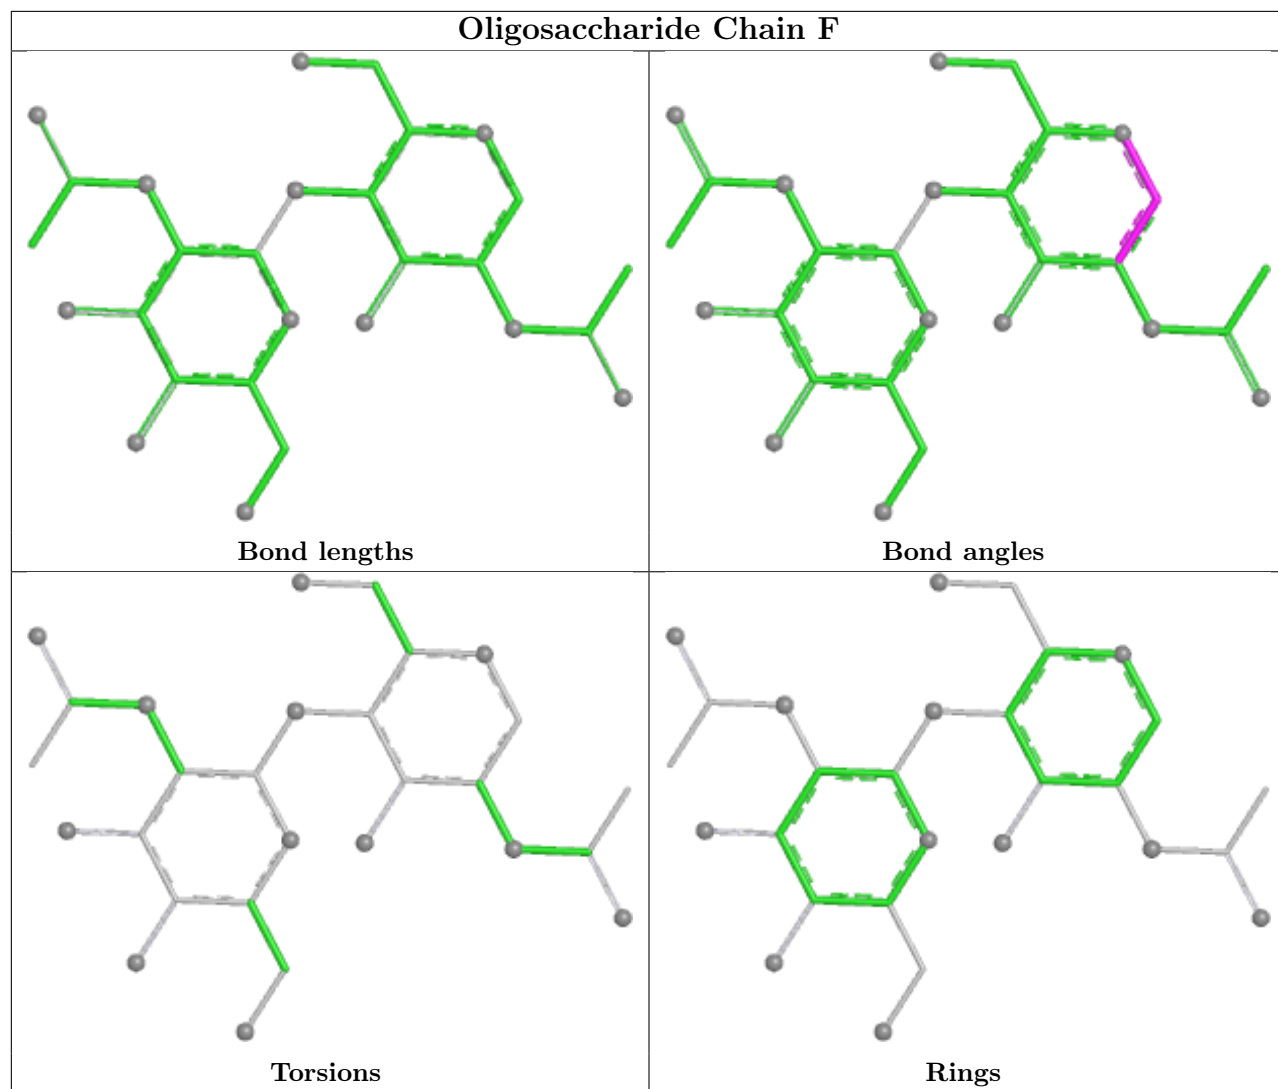 Oligosaccharide Chain F
Bond lengths
Bond angles
Torsions
Rings